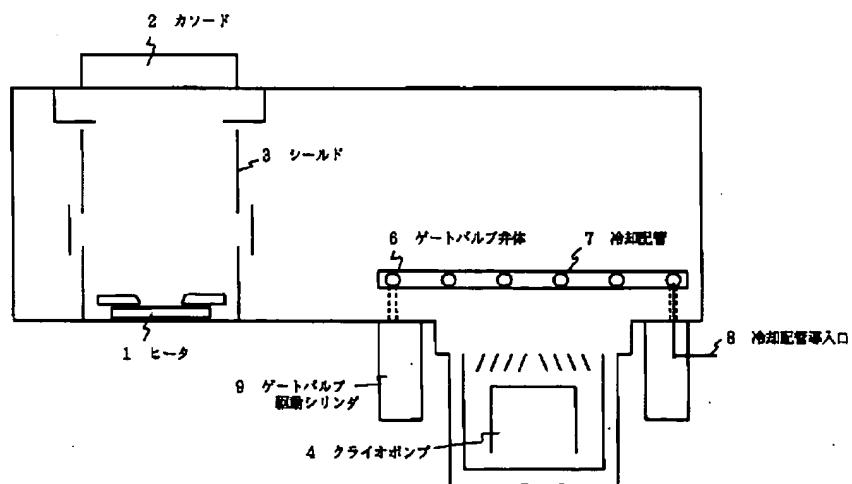 2 カソード
3 シールド
6 ゲートバルブ弁体
7 冷却配管
1 ヒータ
8 冷却配管導入口
9 ゲートバルブ
駆動シリンダ
4 クライオポンプ